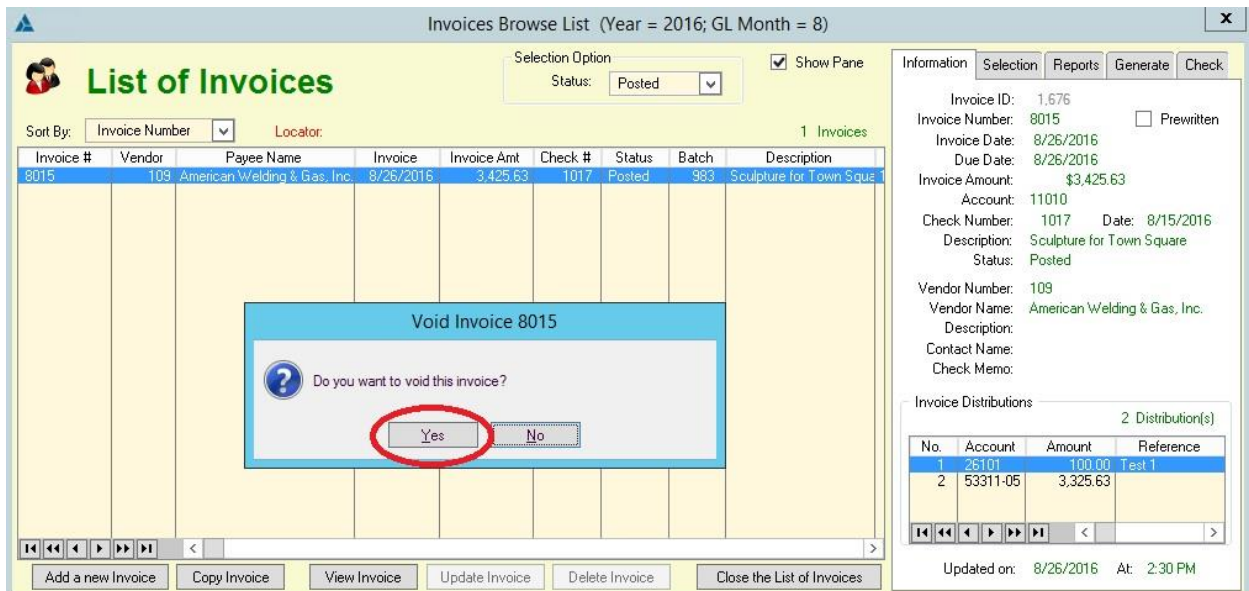 Invoices Browse List (Year = 2016; GL Month = 8)
x
List of Invoices
Selection Option
Status: Posted
Show Pane
Sort By: Invoice Number
Locator:
1 Invoices
Invoice # Vendor Payee Name Invoice Invoice Amt Check # Status Batch Description
8015 109 American Welding & Gas, Inc. 8/26/2016 3,425.63 1017 Posted 983 Sculpture for Town Squa 1
Void Invoice 8015
Do you want to void this invoice?
Yes No
Add a new Invoice Copy Invoice View Invoice Update Invoice Delete Invoice Close the List of Invoices
Information Selection Reports Generate Check
Invoice ID: 1,676
Invoice Number: 8015 Prewritten
Invoice Date: 8/26/2016
Due Date: 8/26/2016
Invoice Amount: $3,425.63
Account: 11010
Check Number: 1017 Date: 8/15/2016
Description: Sculpture for Town Square
Status: Posted
Vendor Number: 109
Vendor Name: American Welding & Gas, Inc.
Description:
Contact Name:
Check Memo:
Invoice Distributions
2 Distribution(s)
No. Account Amount Reference
1 26101 100.00 Test 1
2 53311-05 3,325.63
Updated on: 8/26/2016 At: 2:30 PM